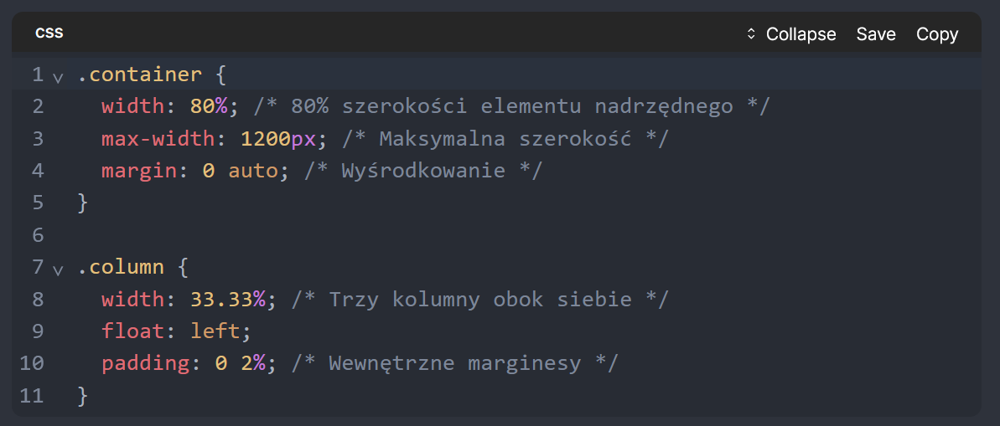 css
Collapse Save Copy
1 .container {
2 width: 80%; /* 80% szerokości elementu nadrzędnego */
3 max-width: 1200px; /* Maksymalna szerokość */
4 margin: 0 auto; /* Wyśrodkowanie */
5 }
6
7 .column {
8 width: 33.33%; /* Trzy kolumny obok siebie */
9 float: left;
10 padding: 0 2%; /* Wewnętrzne marginesy */
11 }